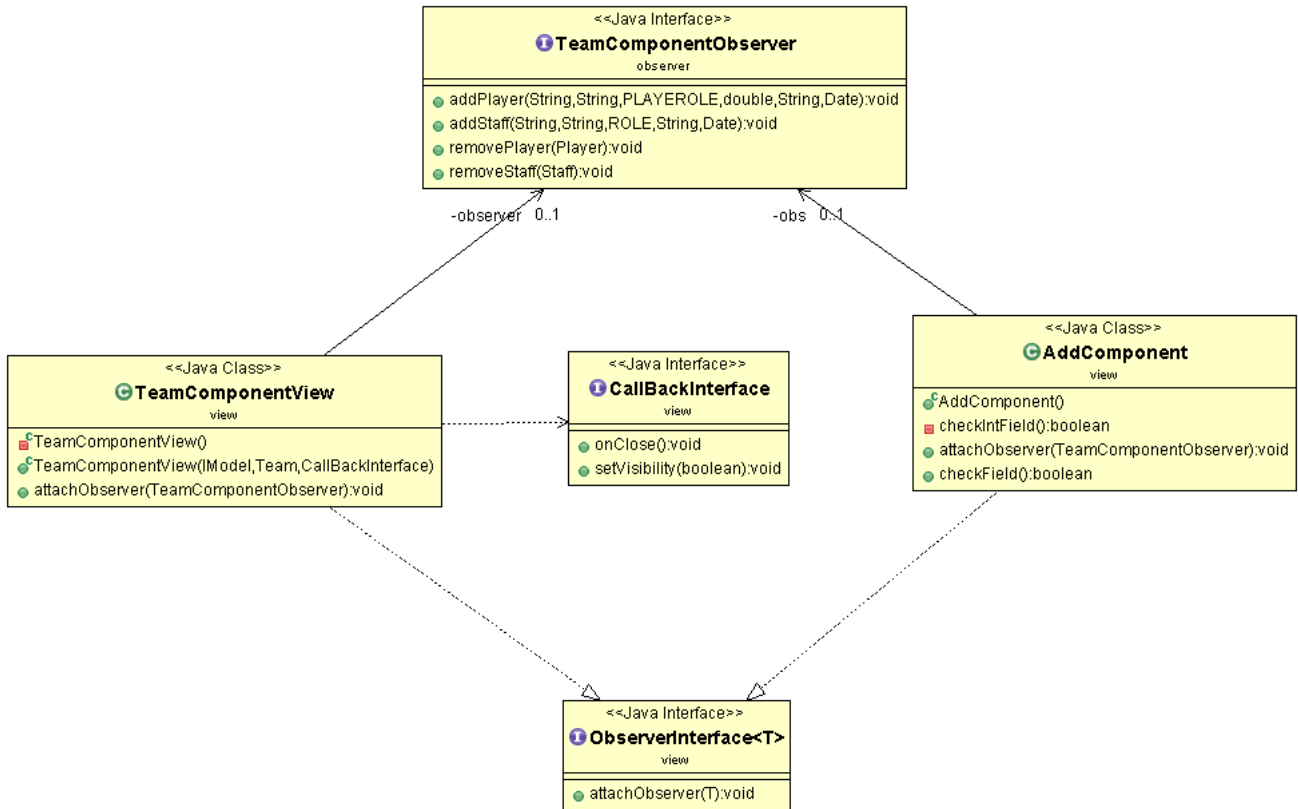 <<Java Interface>>
TeamComponentObserver
observer
addPlayer(String,String,PLAYEROLE,double,String,Date):void
addStaff(String,String,ROLE,String,Date):void
removePlayer(Player):void
removeStaff(Staff):void
-observer 0..1
-obs 0..1
<<Java Class>>
TeamComponentView
view
TeamComponentView()
TeamComponentView(IModel,Team,CallBackInterface)
attachObserver(TeamComponentObserver):void
<<Java Interface>>
CallBackInterface
view
onClose():void
setVisibility(boolean):void
<<Java Class>>
AddComponent
view
AddComponent()
checkIntField():boolean
attachObserver(TeamComponentObserver):void
checkField():boolean
<<Java Interface>>
ObserverInterface<T>
view
attachObserver(T):void